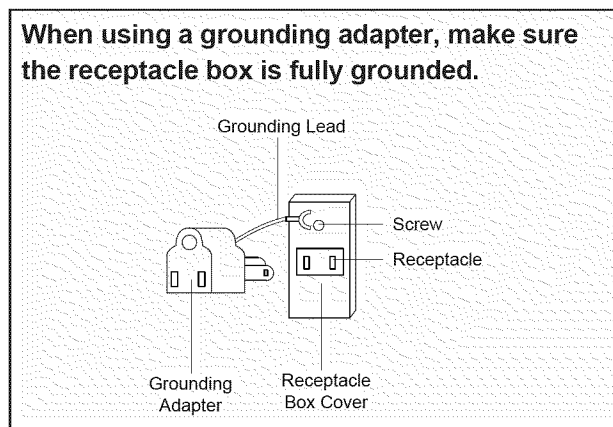 When using a grounding adapter, make sure
the receptacle box is fully grounded.
Grounding Lead
Screw
Receptacle
Grounding
Adapter
Receptacle
Box Cover